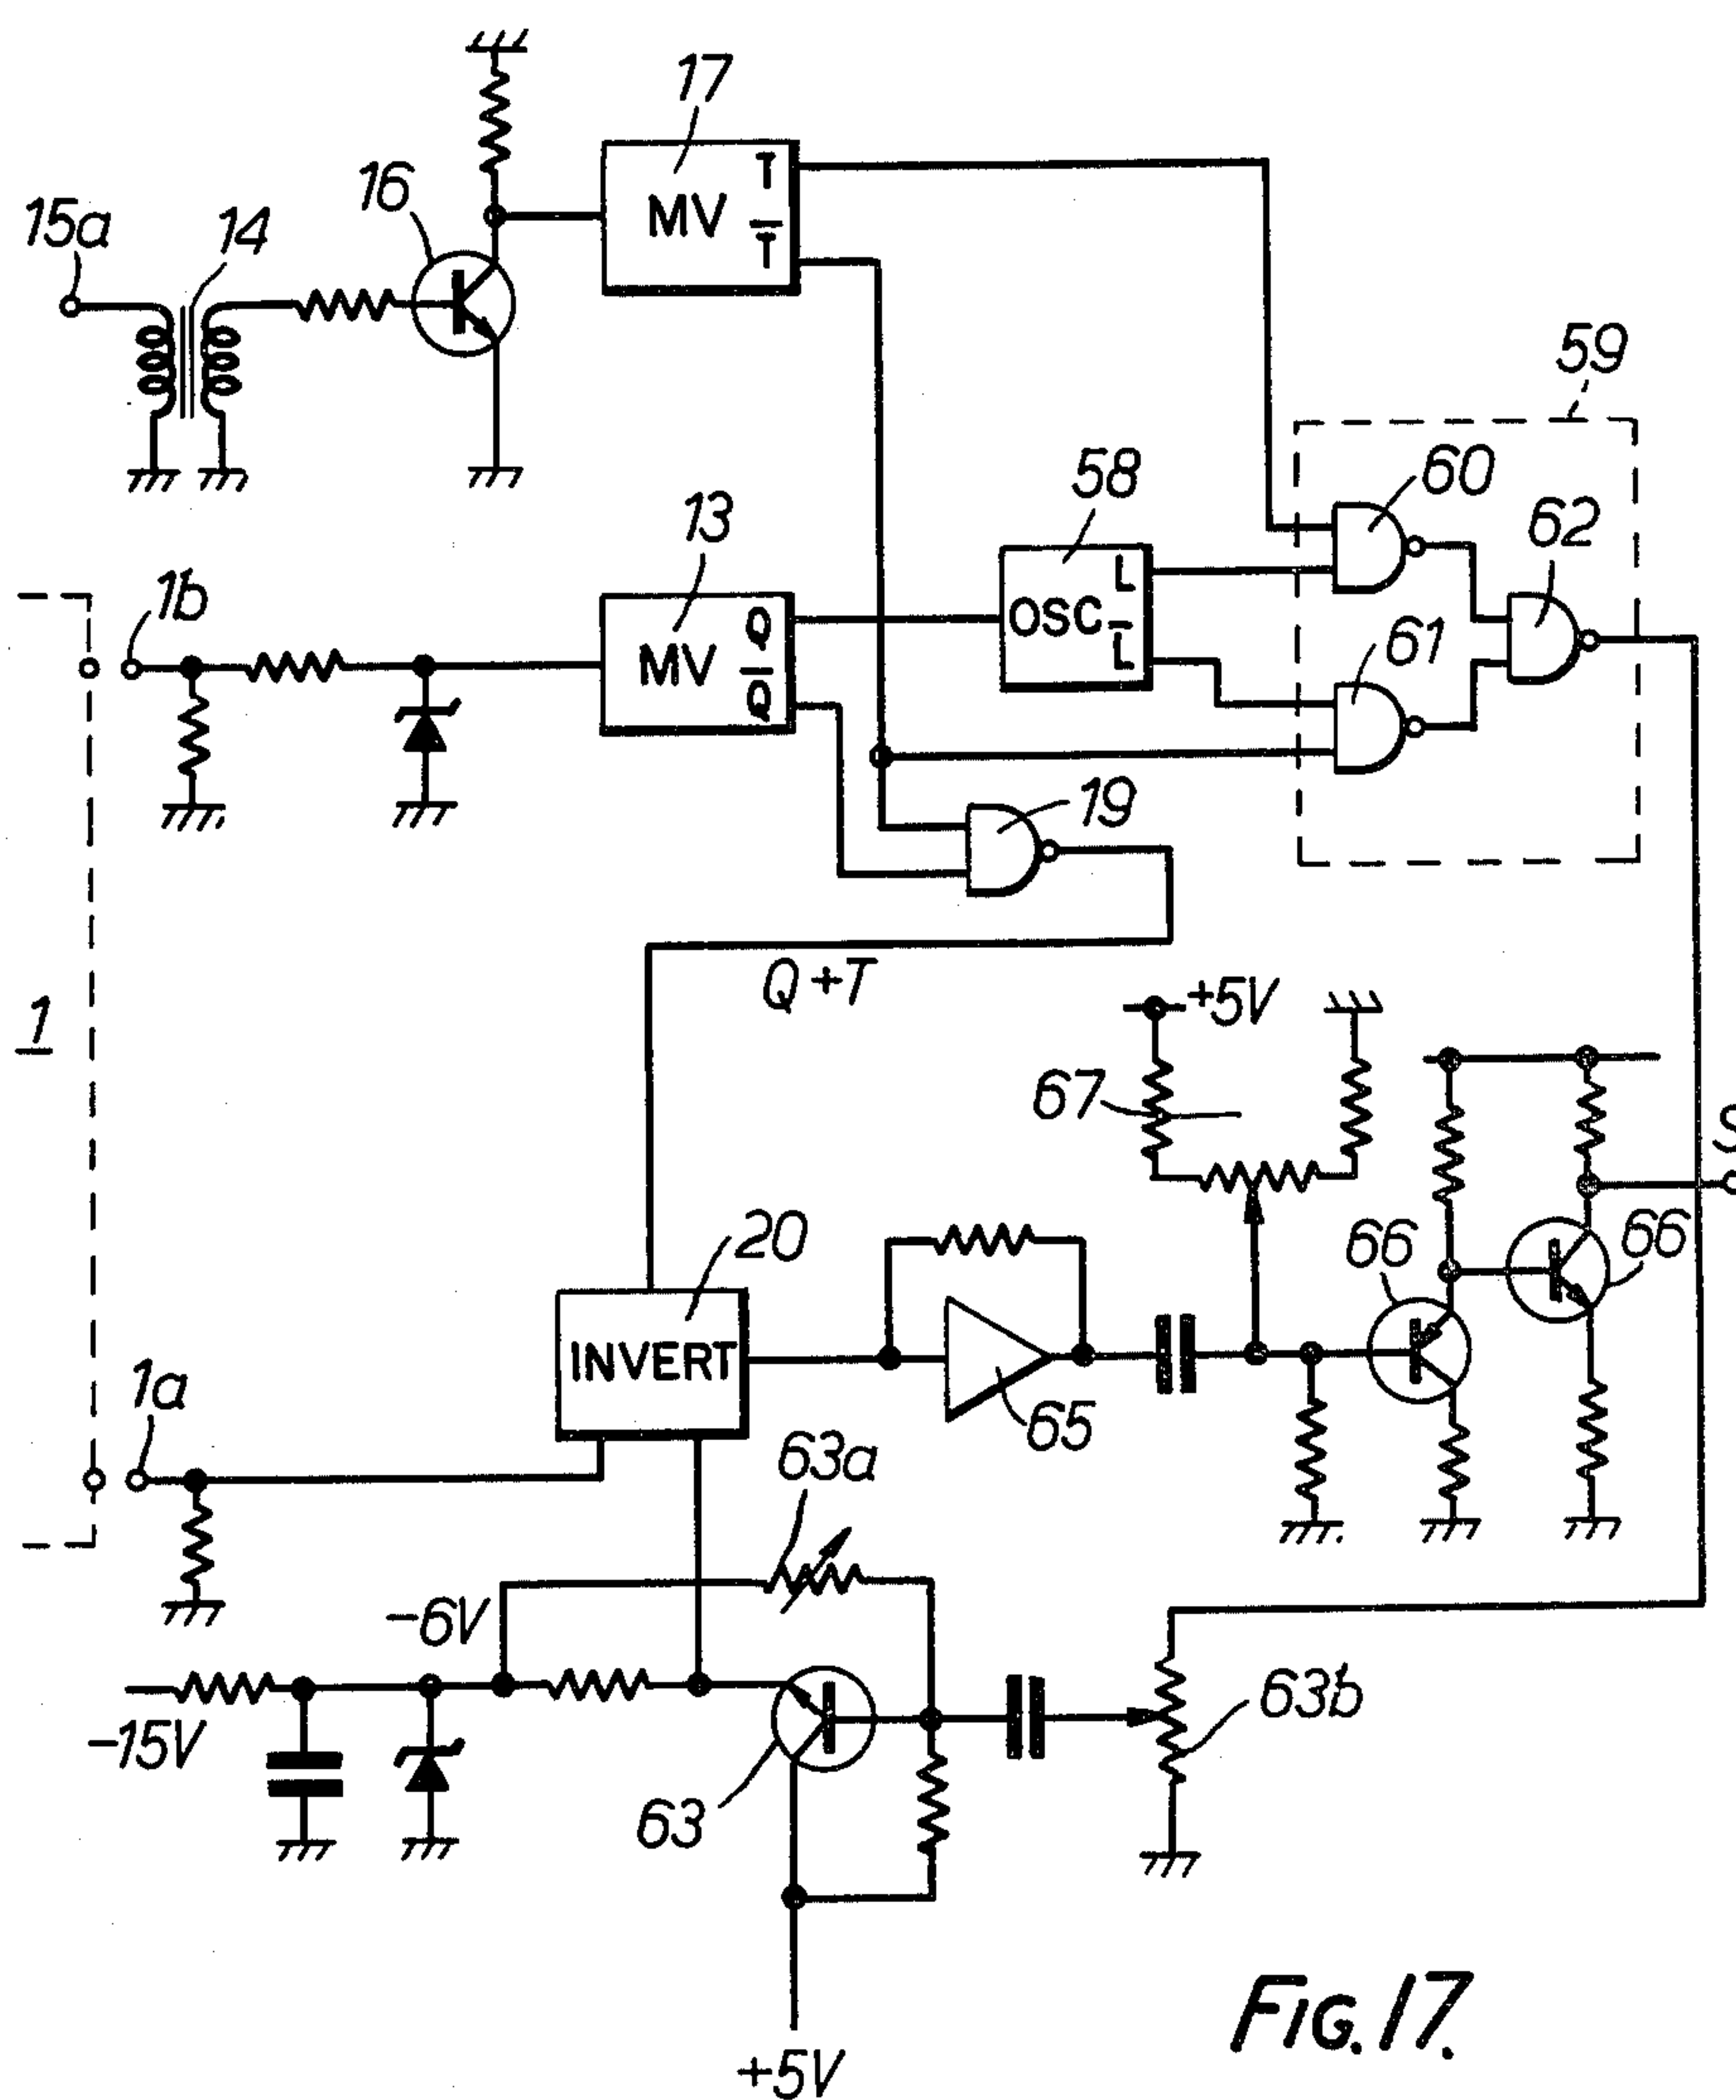 17
16
15a
14
T
MV
T̅
59
58
60
62
13
1b
L
OSC
L̅
Q
MV
Q̅
61
19
Q+T
1
+5V
67
S
66
66
20
INVERT
1a
65
63a
-6V
-15V
63b
63
+5V
FIG. 17.